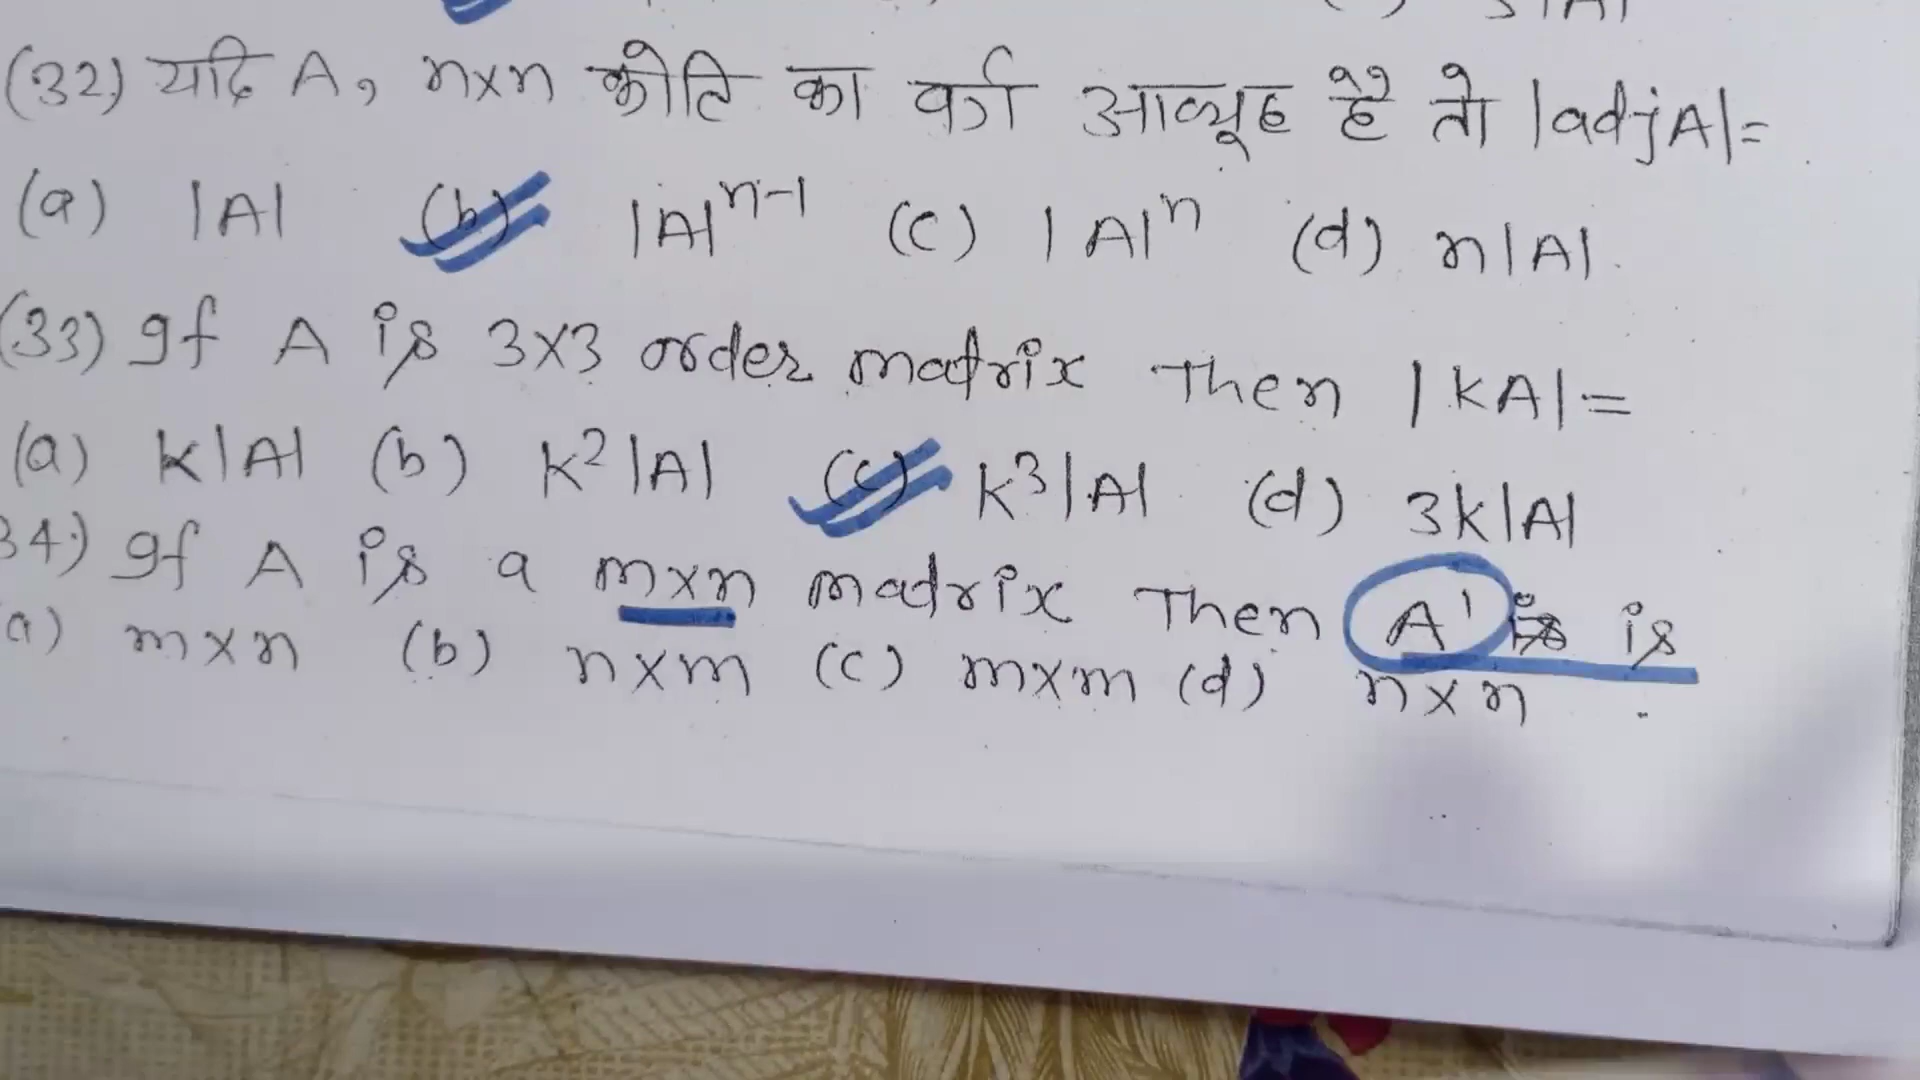 (32) यदि A, n×n कोटि का वर्ग आव्यूह है तो |adjA|=
(a) |A| (b) |A|ⁿ⁻¹ (c) |A|ⁿ (d) n|A|.
(33) If A is 3×3 order matrix Then |KA|=
(a) K|A| (b) K²|A| (c) K³|A| (d) 3K|A|
34) If A is a m×n matrix Then A' is is
a) m×n (b) n×m (c) m×m (d) n×n